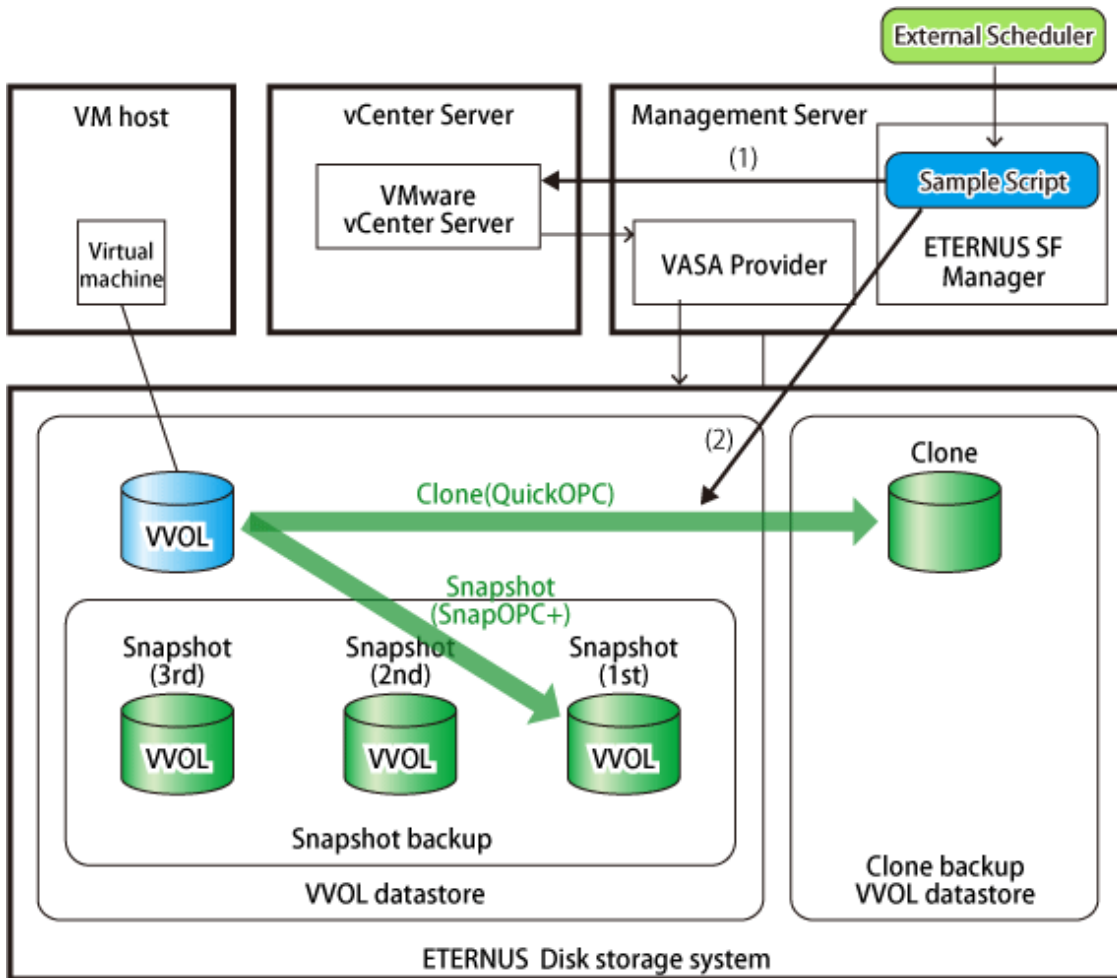 External Scheduler
VM host
vCenter Server
Management Server
(1)
Sample Script
VMware
vCenter Server
Virtual
machine
VASA Provider
ETERNUS SF
Manager
(2)
Clone
Clone(QuickOPC)
VVOL
Snapshot
(SnapOPC+)
Snapshot
(3rd)
Snapshot
(2nd)
Snapshot
(1st)
VVOL
VVOL
VVOL
Snapshot backup
VVOL datastore
Clone backup
VVOL datastore
ETERNUS Disk storage system